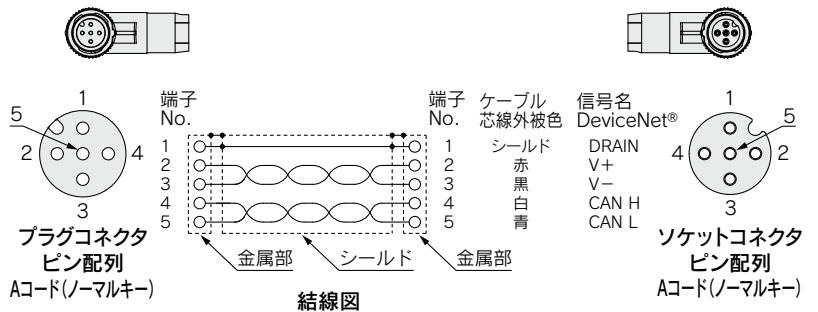 1
5
2
4
3
プラグコネクタ
ピン配列
Aコード(ノーマルキー)
端子
No.
1
2
3
4
5
金属部
シールド
金属部
結線図
端子 ケーブル 信号名
No. 芯線外被色 DeviceNet®
1 シールド DRAIN
2 赤 V+
3 黒 V−
4 白 CAN H
5 青 CAN L
1
5
4
2
3
ソケットコネクタ
ピン配列
Aコード(ノーマルキー)